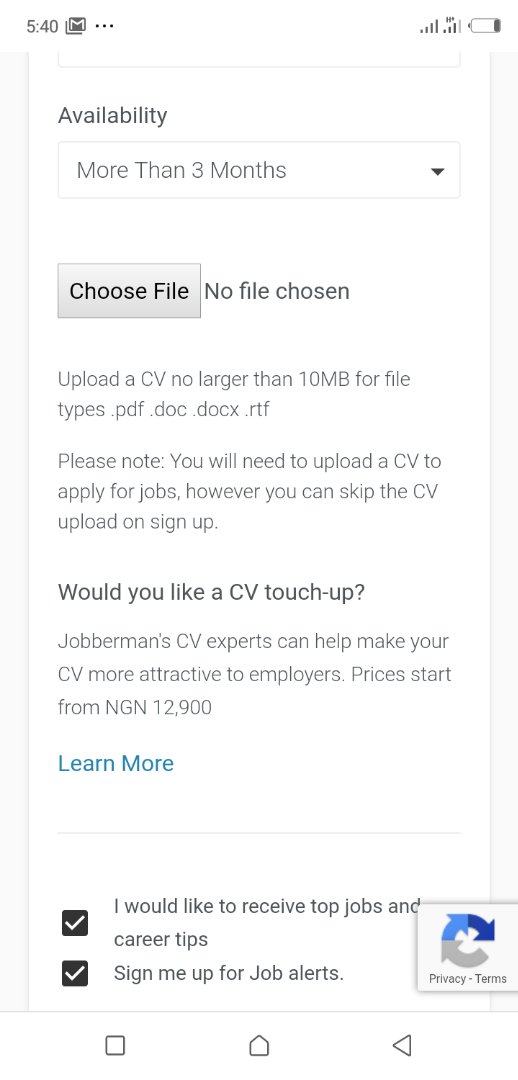 5:40
H+
Availability
More Than 3 Months
Choose File No file chosen
Upload a CV no larger than 10MB for file
types .pdf .doc .docx .rtf
Please note: You will need to upload a CV to
apply for jobs, however you can skip the CV
upload on sign up.
Would you like a CV touch-up?
Jobberman's CV experts can help make your
CV more attractive to employers. Prices start
from NGN 12,900
Learn More
I would like to receive top jobs and
career tips
Sign me up for Job alerts.
Privacy - Terms